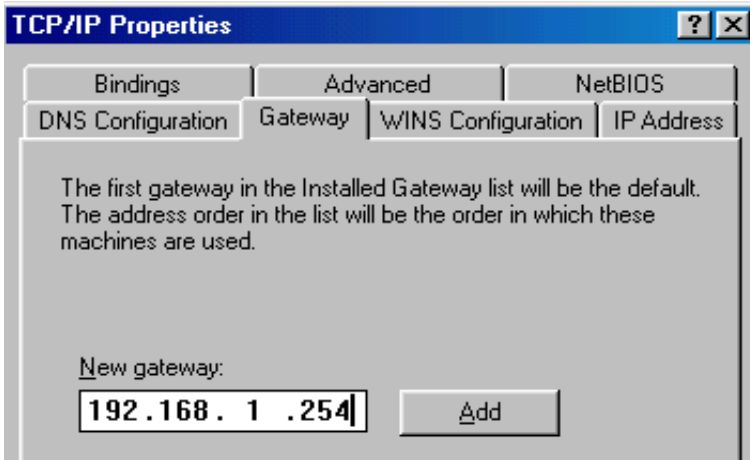 TCP/IP Properties
? ×
Bindings Advanced NetBIOS
DNS Configuration Gateway WINS Configuration IP Address
The first gateway in the Installed Gateway list will be the default.
The address order in the list will be the order in which these
machines are used.
New gateway:
192.168. 1 .254 Add